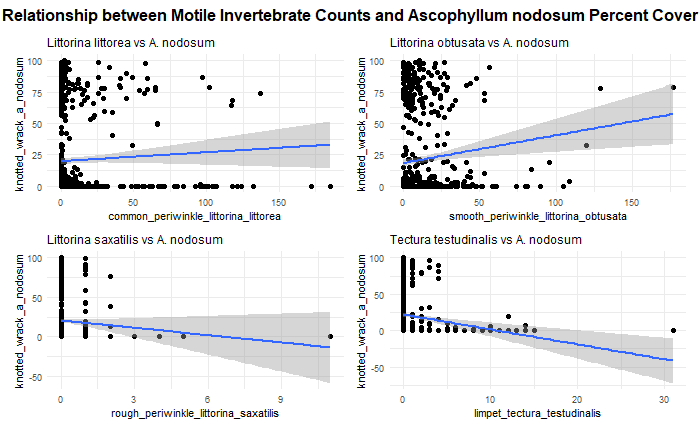 Relationship between Motile Invertebrate Counts and Ascophyllum nodosum Percent Cover
Littorina littorea vs A. nodosum
knotted_wrack_a_nodosum
100
75
50
25
0
0
50
100
150
common_periwinkle_littorina_littorea
Littorina obtusata vs A. nodosum
knotted_wrack_a_nodosum
100
75
50
25
0
0
50
100
150
smooth_periwinkle_littorina_obtusata
Littorina saxatilis vs A. nodosum
knotted_wrack_a_nodosum
100
50
0
-50
0
3
6
9
rough_periwinkle_littorina_saxatilis
Tectura testudinalis vs A. nodosum
knotted_wrack_a_nodosum
100
50
0
-50
0
10
20
30
limpet_tectura_testudinalis